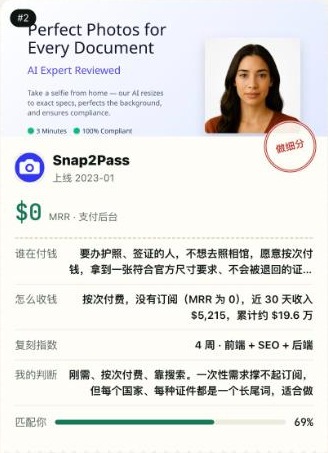 #2
Perfect Photos for
Every Document
AI Expert Reviewed
Take a selfie from home — our AI resizes
to exact specs, perfects the background,
and ensures compliance.
3 Minutes 100% Compliant
做细分
Snap2Pass
上线 2023-01
$0 MRR · 支付后台
谁在付钱 要办护照、签证的人，不想去照相馆，愿意按次付
钱，拿到一张符合官方尺寸要求、不会被退回的证...
怎么收钱 按次付费，没有订阅（MRR 为 0），近 30 天收入
$5,215，累计约 $19.6 万
复刻指数 4 周 · 前端 + SEO + 后端
我的判断 刚需、按次付费、靠搜索。一次性需求撑不起订阅，
但每个国家、每种证件都是一个长尾词，适合做
匹配你 69%